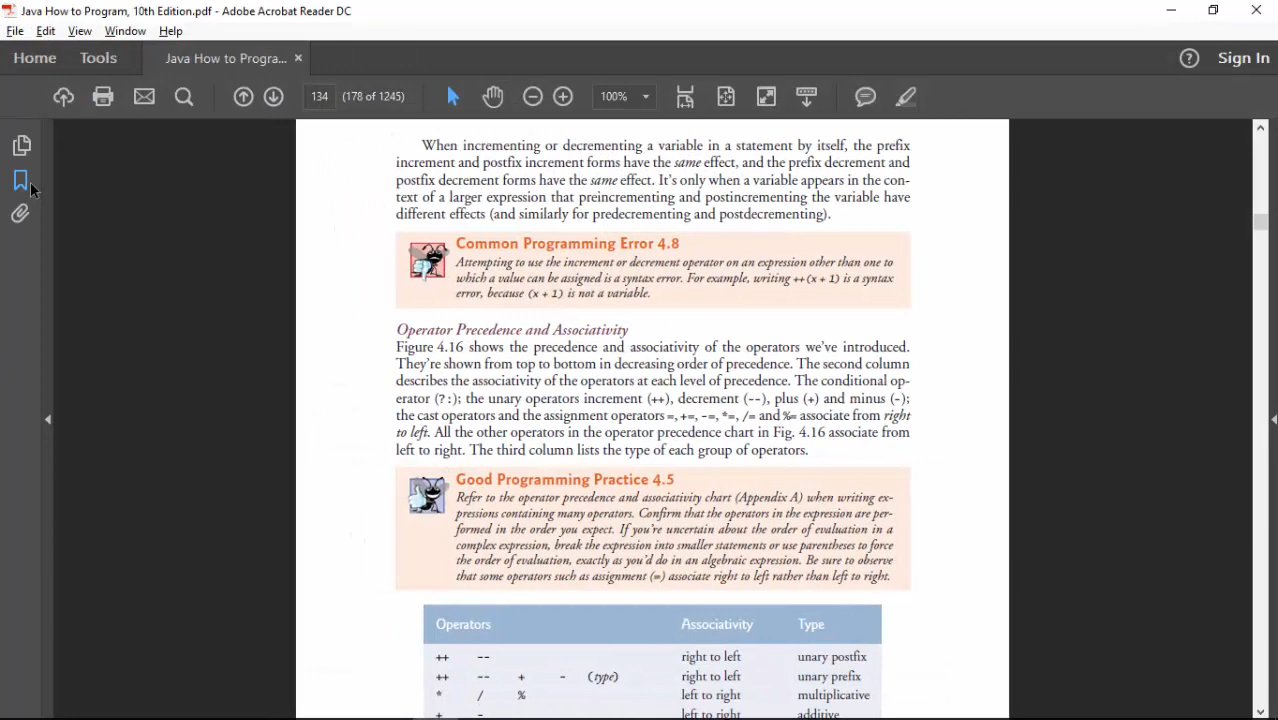 Java How to Program, 10th Edition.pdf - Adobe Acrobat Reader DC
File Edit View Window Help
Home Tools Java How to Progra... × Sign In
134 (178 of 1245) 100%
When incrementing or decrementing a variable in a statement by itself, the prefix
increment and postfix increment forms have the same effect, and the prefix decrement and
postfix decrement forms have the same effect. It's only when a variable appears in the con-
text of a larger expression that preincrementing and postincrementing the variable have
different effects (and similarly for predecrementing and postdecrementing).
Common Programming Error 4.8
Attempting to use the increment or decrement operator on an expression other than one to
which a value can be assigned is a syntax error. For example, writing ++(x + 1) is a syntax
error, because (x + 1) is not a variable.
Operator Precedence and Associativity
Figure 4.16 shows the precedence and associativity of the operators we've introduced.
They're shown from top to bottom in decreasing order of precedence. The second column
describes the associativity of the operators at each level of precedence. The conditional op-
erator (?:); the unary operators increment (++), decrement (--), plus (+) and minus (-);
the cast operators and the assignment operators =, +=, -=, *=, /= and %= associate from right
to left. All the other operators in the operator precedence chart in Fig. 4.16 associate from
left to right. The third column lists the type of each group of operators.
Good Programming Practice 4.5
Refer to the operator precedence and associativity chart (Appendix A) when writing ex-
pressions containing many operators. Confirm that the operators in the expression are per-
formed in the order you expect. If you're uncertain about the order of evaluation in a
complex expression, break the expression into smaller statements or use parentheses to force
the order of evaluation, exactly as you'd do in an algebraic expression. Be sure to observe
that some operators such as assignment (=) associate right to left rather than left to right.
Operators Associativity Type
++ -- right to left unary postfix
++ -- + - (type) right to left unary prefix
* / % left to right multiplicative
+ - left to right additive